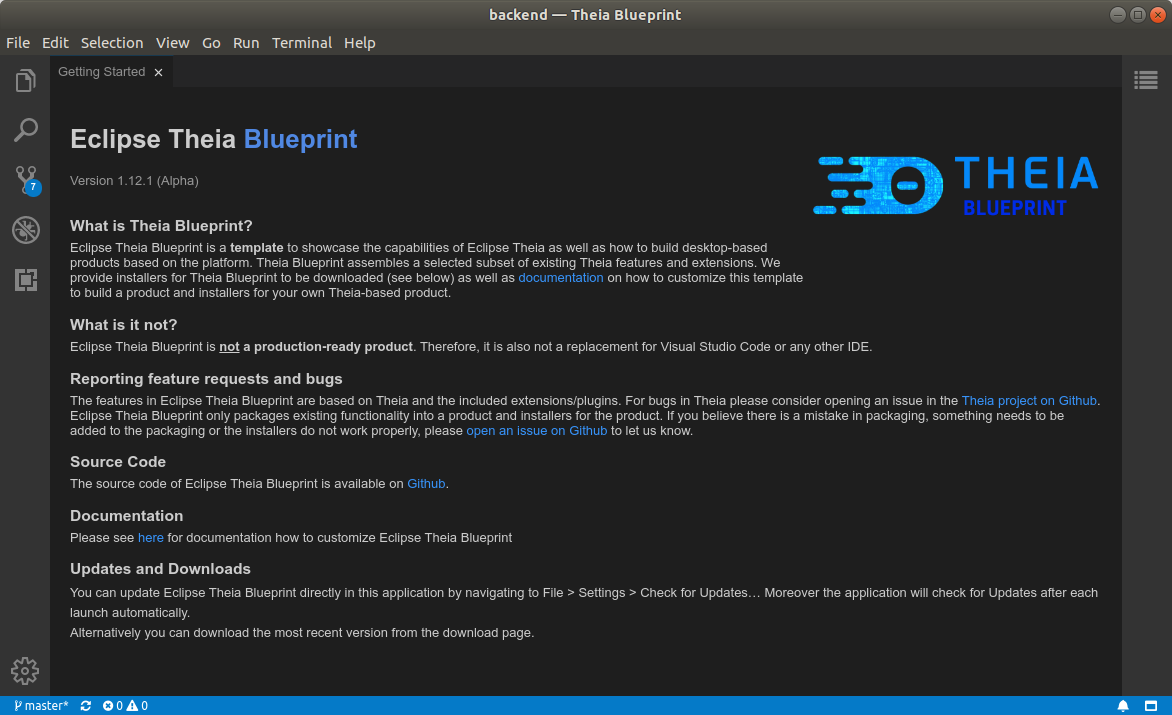 backend — Theia Blueprint
File Edit Selection View Go Run Terminal Help
Getting Started
Eclipse Theia Blueprint
THEIA
BLUEPRINT
Version 1.12.1 (Alpha)
7
What is Theia Blueprint?
Eclipse Theia Blueprint is a template to showcase the capabilities of Eclipse Theia as well as how to build desktop-based
products based on the platform. Theia Blueprint assembles a selected subset of existing Theia features and extensions. We
provide installers for Theia Blueprint to be downloaded (see below) as well as documentation on how to customize this template
to build a product and installers for your own Theia-based product.
What is it not?
Eclipse Theia Blueprint is not a production-ready product. Therefore, it is also not a replacement for Visual Studio Code or any other IDE.
Reporting feature requests and bugs
The features in Eclipse Theia Blueprint are based on Theia and the included extensions/plugins. For bugs in Theia please consider opening an issue in the Theia project on Github.
Eclipse Theia Blueprint only packages existing functionality into a product and installers for the product. If you believe there is a mistake in packaging, something needs to be
added to the packaging or the installers do not work properly, please open an issue on Github to let us know.
Source Code
The source code of Eclipse Theia Blueprint is available on Github.
Documentation
Please see here for documentation how to customize Eclipse Theia Blueprint
Updates and Downloads
You can update Eclipse Theia Blueprint directly in this application by navigating to File > Settings > Check for Updates… Moreover the application will check for Updates after each
launch automatically.
Alternatively you can download the most recent version from the download page.
master* 0 0